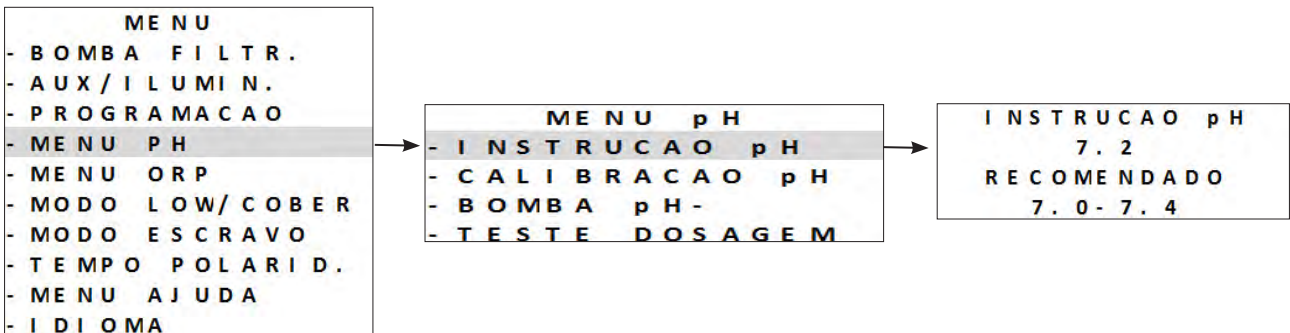 MENU
- BOMBA FILTR.
- AUX/ILUMIN.
- PROGRAMACAO
- MENU PH
- MENU ORP
- MODO LOW/COBER
- MODO ESCRAVO
- TEMPO POLARID.
- MENU AJUDA
- IDIOMA
MENU pH
- INSTRUCAO pH
- CALIBRACAO pH
- BOMBA pH-
- TESTE DOSAGEM
INSTRUCAO pH
7.2
RECOMENDADO
7.0-7.4